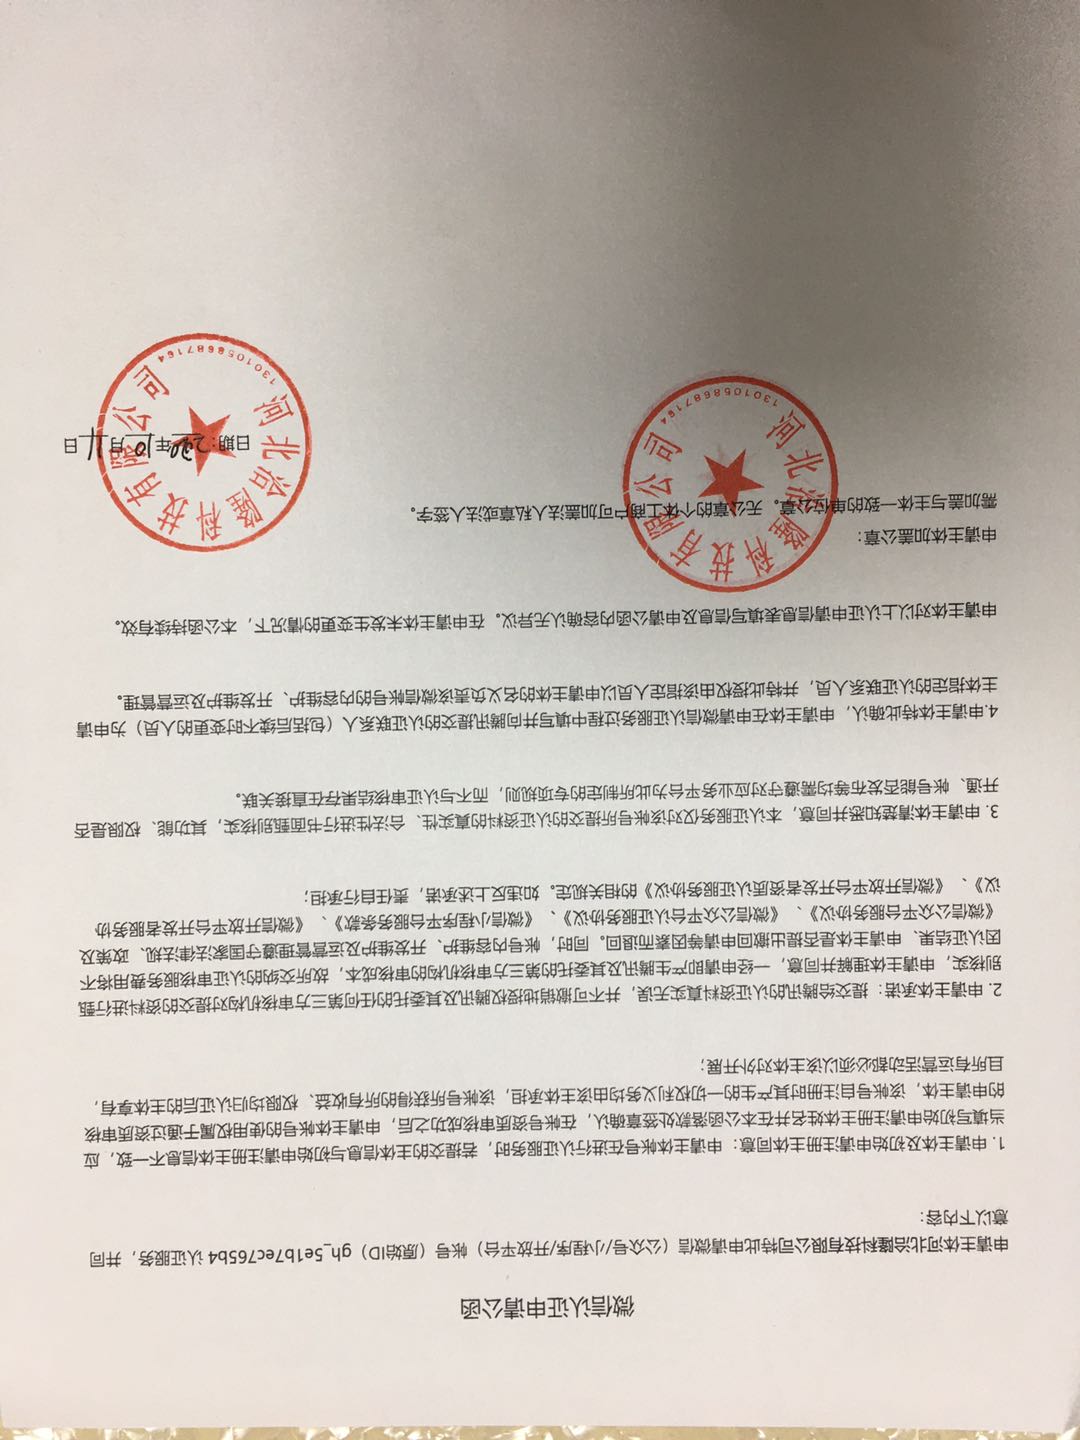 微信认证申请公函
申请主体河北冶隆科技有限公司特此申请微信（公众号/小程序/开放平台）帐号（原始ID）gh_5e1b7ec765b4 认证服务，并同
意以下内容：
1. 申请主体及初始申请注册主体同意：申请主体帐号在进行认证服务时，若提交的主体信息与初始申请注册主体信息不一致，应
当填写初始申请注册主体姓名并在本公函落款处签章确认，在帐号资质审核成功之后，申请主体帐号的使用权属于通过资质审核
的申请主体，该帐号自注册时其产生的一切权利义务均由该主体承担，该帐号所获得的所有收益、权限均归认证后的主体享有，
且所有运营活动都必须以该主体对外开展；
2. 申请主体承诺：提交给腾讯的认证资料真实无误，并不可撤销地授权腾讯及其委托的任何第三方审核机构对提交的资料进行甄
别核实，申请主体理解并同意，一经申请即产生腾讯及其委托的第三方审核机构的审核成本，故所交纳的认证审核服务费用将不
因认证结果、申请主体是否提出撤回申请等因素而退回。同时，帐号内容维护、开发维护及运营管理遵守国家法律法规、政策及
《微信公众平台服务协议》、《微信公众平台认证服务协议》、《微信小程序平台服务条款》、《微信开放平台开发者服务协
议》、《微信开放平台开发者资质认证服务协议》的相关规定。如违反上述承诺，责任自行承担；
3. 申请主体清楚知悉并同意，本认证服务仅对该帐号所提交的认证资料的真实性、合法性进行书面甄别核实，其功能、权限是否
开通、帐号能否发布等均需遵守对应业务平台为此所制定的专项规则，而不与认证审核结果存在直接关联。
4.申请主体特此确认，申请主体在申请微信认证服务过程中填写并向腾讯提交的认证联系人（包括后续不时变更的人员）为申请
主体指定的认证联系人员，并特此授权由该指定人员以申请主体的名义负责该微信帐号的内容维护、开发维护及运营管理。
申请主体对以上认证申请信息表填写信息及申请公函内容确认无异议。在申请主体未发生变更的情况下，本公函持续有效。
申请主体加盖公章：
需加盖与主体一致的单位公章。无公章的个体工商户可加盖法人私章或法人签字。
河北冶隆科技有限公司
1301058687164
日期：2020年10月11日
河北冶隆科技有限公司
1301058687164